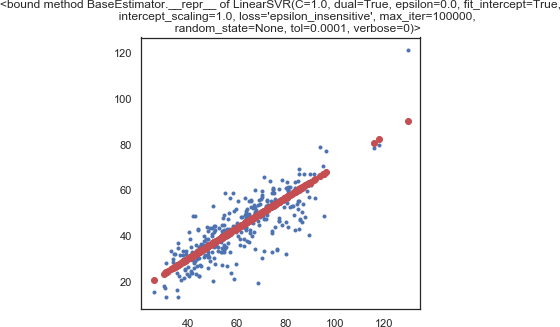 <bound method BaseEstimator.__repr__ of LinearSVR(C=1.0, dual=True, epsilon=0.0, fit_intercept=True,
intercept_scaling=1.0, loss='epsilon_insensitive', max_iter=100000,
random_state=None, tol=0.0001, verbose=0)>
120
100
80
60
40
20
40 60 80 100 120